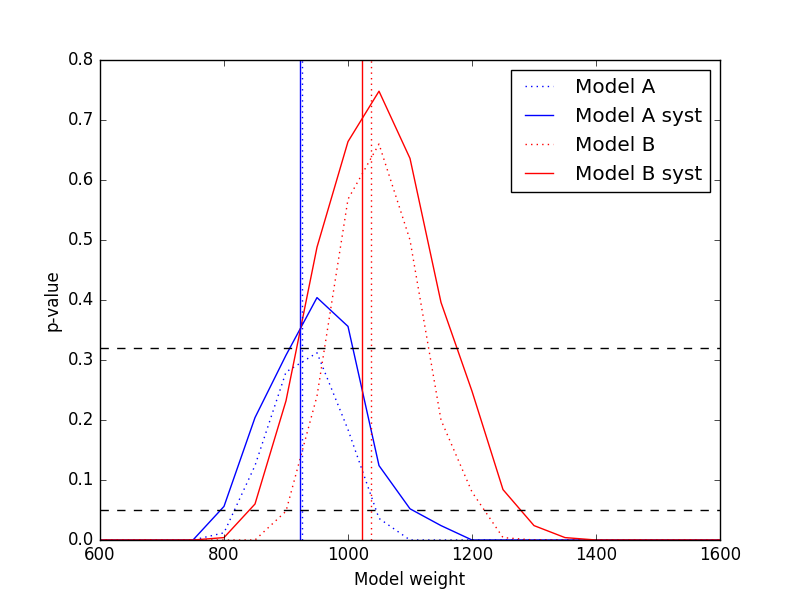 0.8
0.7
0.6
0.5
0.4
0.3
0.2
0.1
0.0
p-value
600
800
1000
1200
1400
1600
Model weight
Model A
Model A syst
Model B
Model B syst